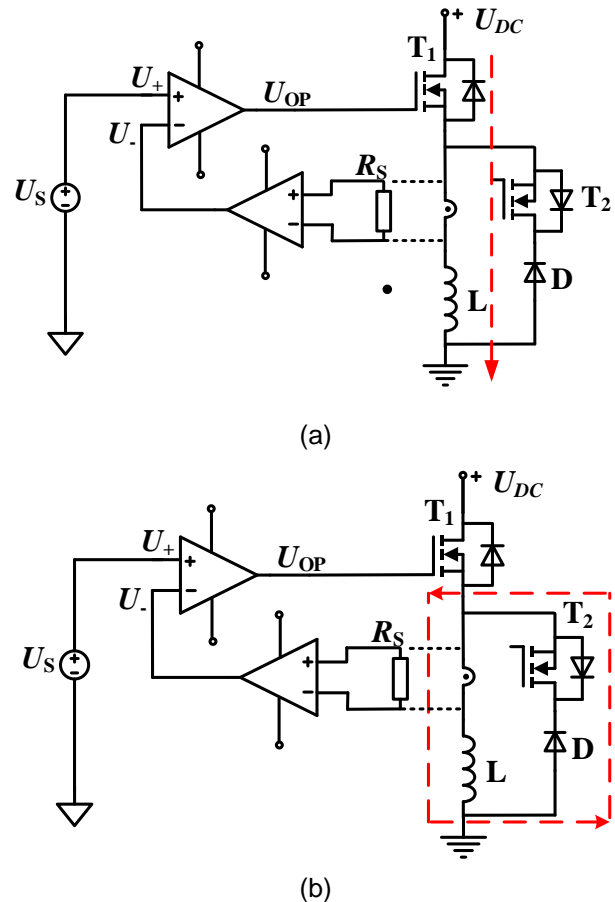 + U_DC
T₁
U₊
U_OP
+
U₋
−
R_S
T₂
U_S
+
−
+
−
D
L
(a)
+ U_DC
T₁
U₊
U_OP
+
U₋
−
T₂
R_S
U_S
+
−
+
−
D
L
(b)